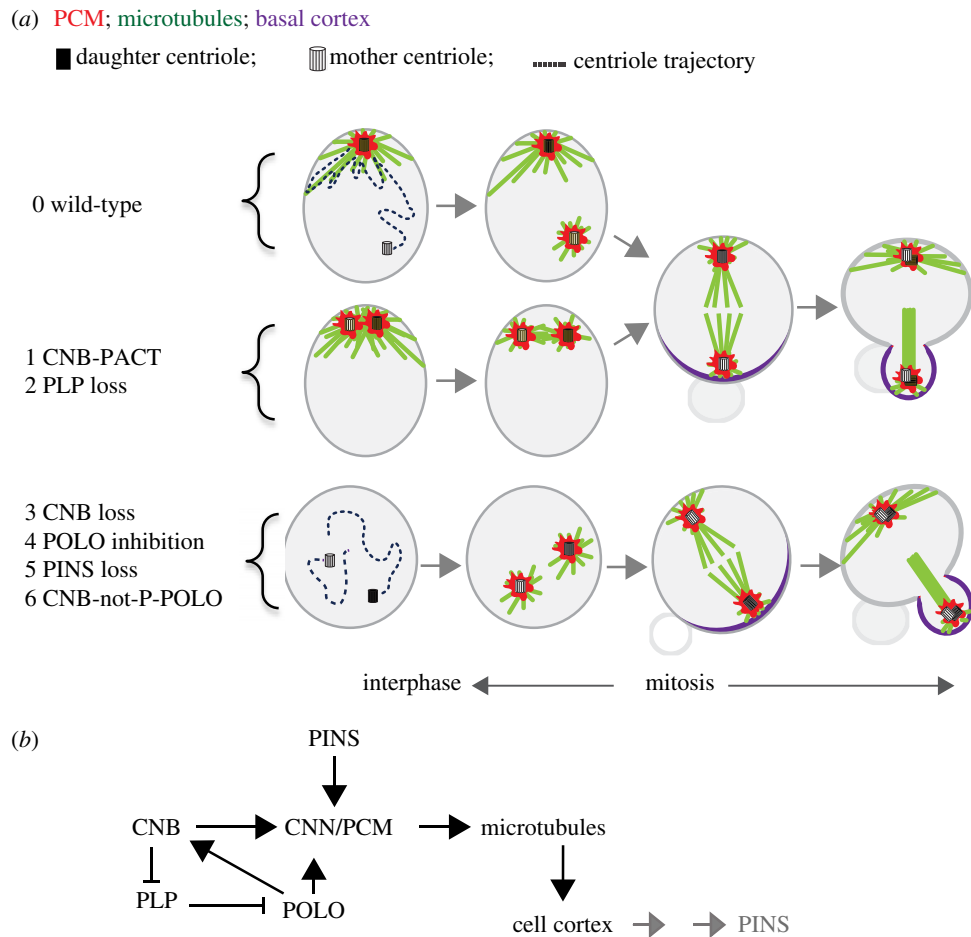 (a) PCM; microtubules; basal cortex
daughter centriole; mother centriole; centriole trajectory
0 wild-type
1 CNB-PACT
2 PLP loss
3 CNB loss
4 POLO inhibition
5 PINS loss
6 CNB-not-P-POLO
interphase mitosis
(b)
PINS
CNB CNN/PCM microtubules
PLP POLO
cell cortex PINS